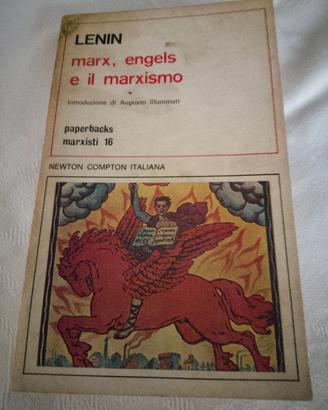 LENIN
marx, engels
e il marxismo
Introduzione di Augusto Illuminati
paperbacks
marxisti 16
NEWTON COMPTON ITALIANA